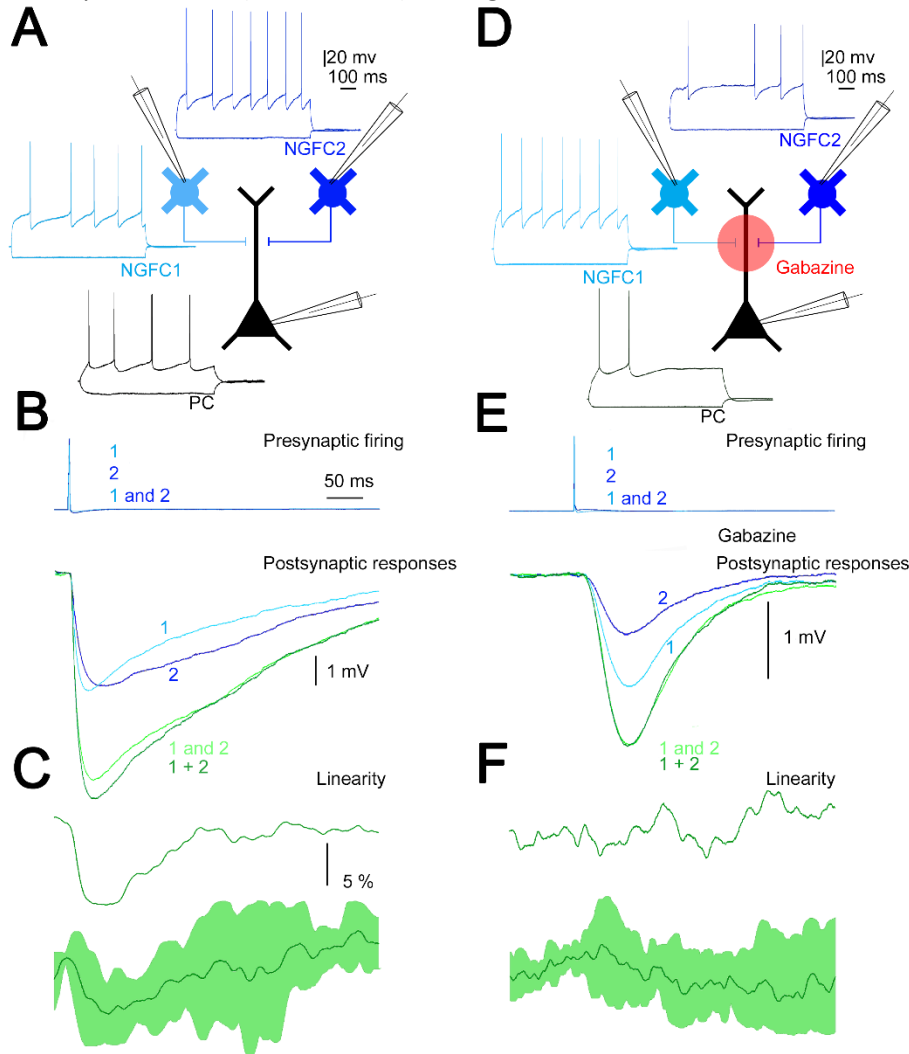 A
20 mv
100 ms
NGFC2
NGFC1
PC
D
20 mv
100 ms
NGFC2
NGFC1
Gabazine
PC
B
Presynaptic firing
1
2
1 and 2
50 ms
Postsynaptic responses
1
2
1 mV
1 and 2
1 + 2
E
Presynaptic firing
1
2
1 and 2
Gabazine
Postsynaptic responses
2
1
1 mV
1 and 2
1 + 2
C
Linearity
5 %
F
Linearity